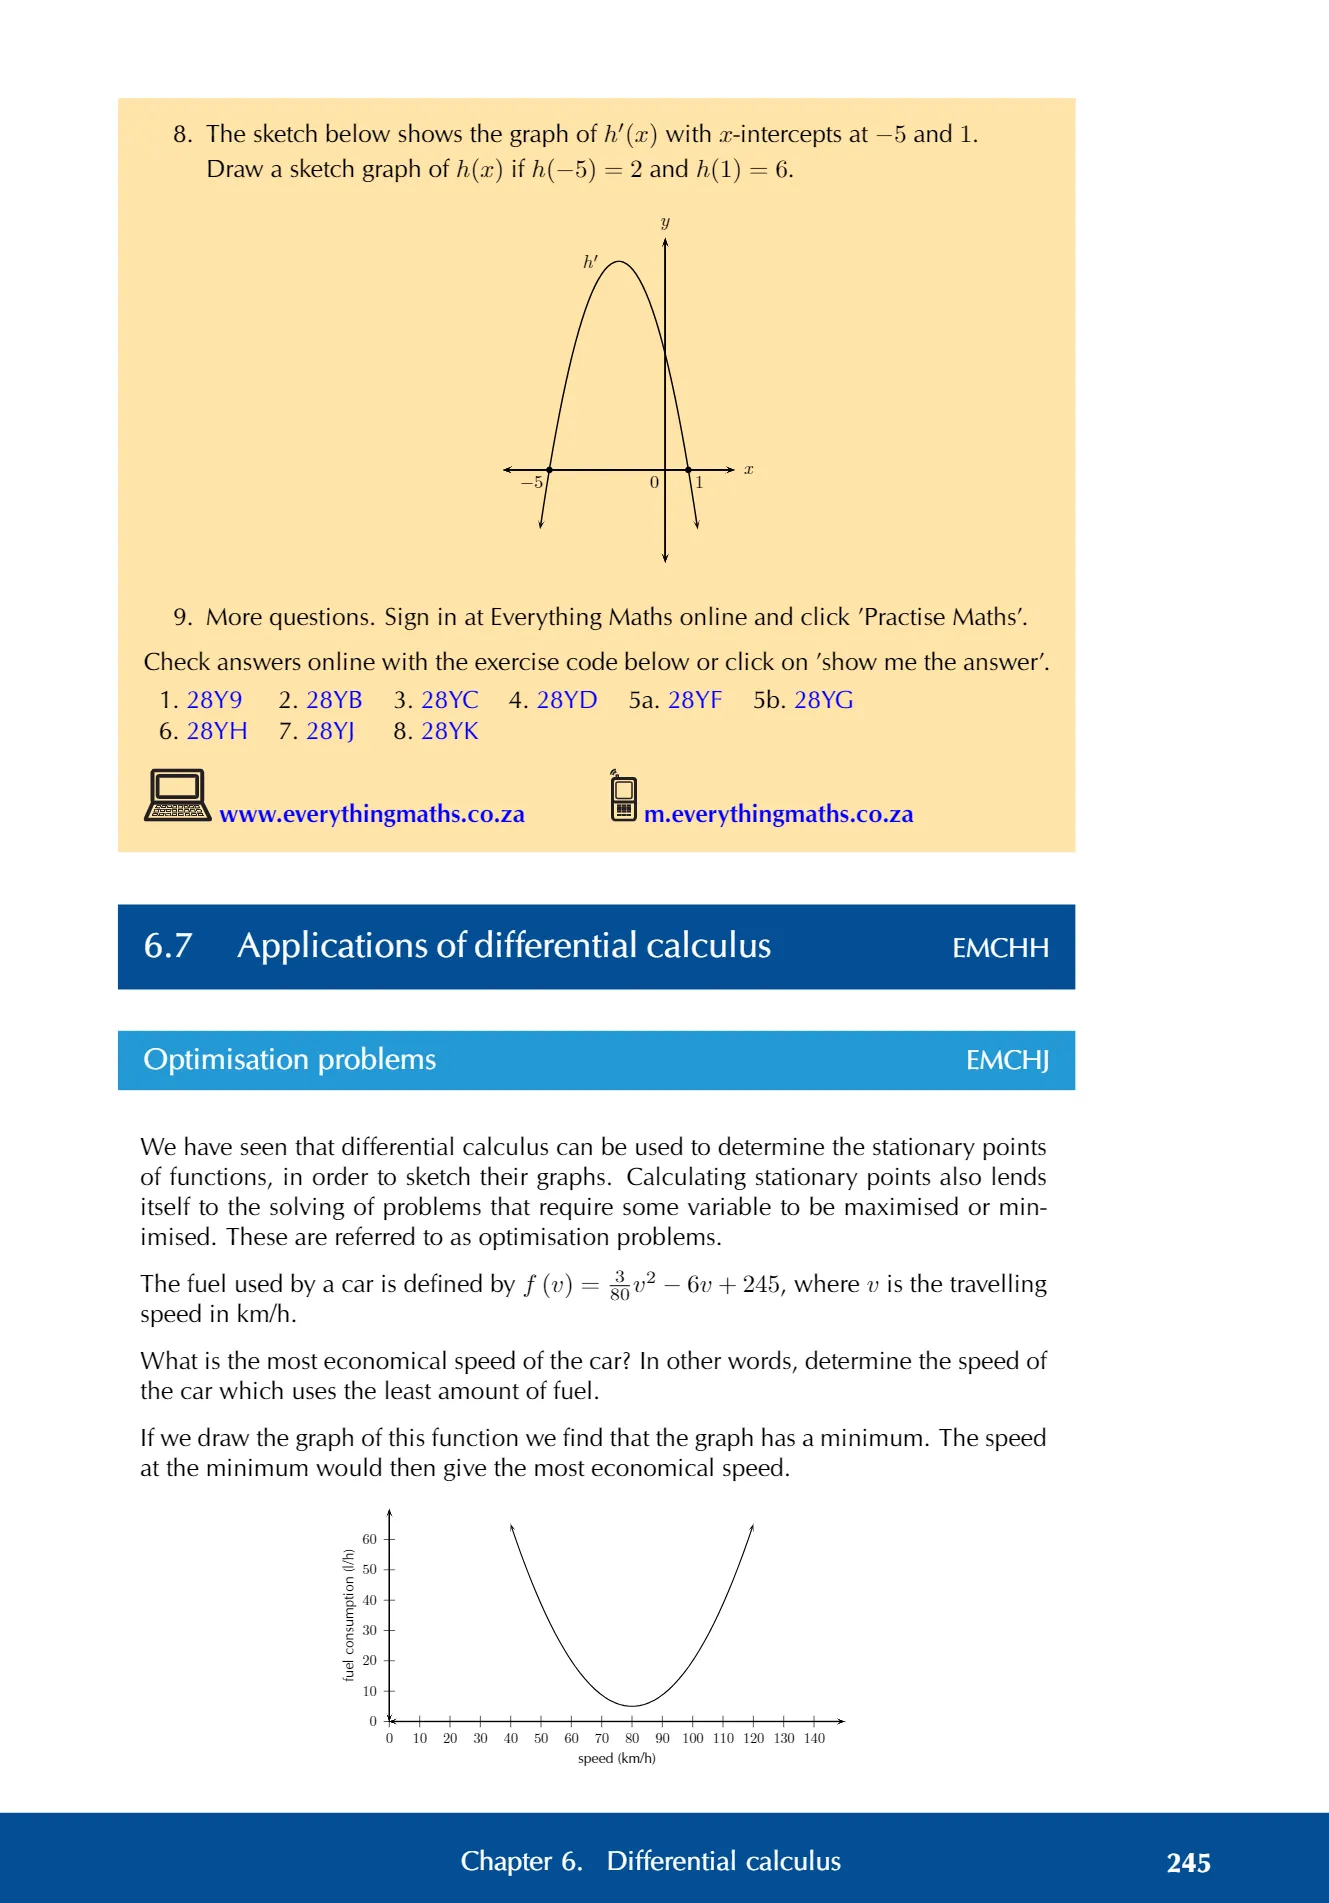 8. The sketch below shows the graph of h′(x) with x-intercepts at −5 and 1.
Draw a sketch graph of h(x) if h(−5) = 2 and h(1) = 6.
y
h′
x
−5 0 1
9. More questions. Sign in at Everything Maths online and click ’Practise Maths’.
Check answers online with the exercise code below or click on ’show me the answer’.
1. 28Y9 2. 28YB 3. 28YC 4. 28YD 5a. 28YF 5b. 28YG
6. 28YH 7. 28YJ 8. 28YK
www.everythingmaths.co.za m.everythingmaths.co.za
6.7 Applications of differential calculus EMCHH
Optimisation problems EMCHJ
We have seen that differential calculus can be used to determine the stationary points
of functions, in order to sketch their graphs. Calculating stationary points also lends
itself to the solving of problems that require some variable to be maximised or min-
imised. These are referred to as optimisation problems.
The fuel used by a car is defined by f (v) = 3/80 v² − 6v + 245, where v is the travelling
speed in km/h.
What is the most economical speed of the car? In other words, determine the speed of
the car which uses the least amount of fuel.
If we draw the graph of this function we find that the graph has a minimum. The speed
at the minimum would then give the most economical speed.
fuel consumption (l/h)
60
50
40
30
20
10
0
0 10 20 30 40 50 60 70 80 90 100 110 120 130 140
speed (km/h)
Chapter 6. Differential calculus 245